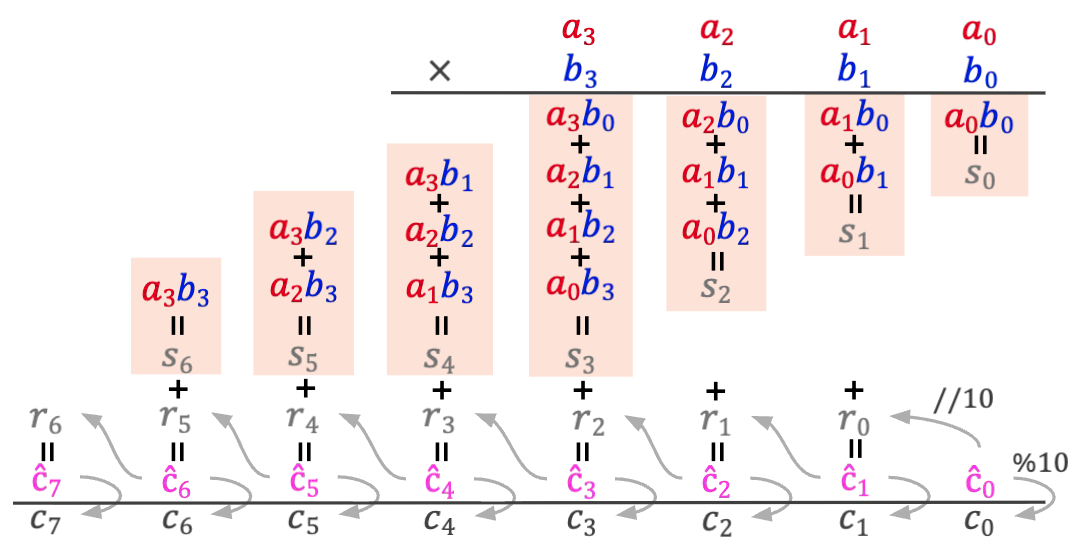 a₃ a₂ a₁ a₀
× b₃ b₂ b₁ b₀
a₃b₀ a₂b₀ a₁b₀ a₀b₀
+ + + =
a₃b₁ a₂b₁ a₁b₁ a₀b₁ s₀
+ + + =
a₃b₂ a₂b₂ a₁b₂ a₀b₂ s₁
+ + + =
a₃b₃ a₂b₃ a₁b₃ a₀b₃ s₂
= = = =
s₆ s₅ s₄ s₃
+ + + + + +
r₆ r₅ r₄ r₃ r₂ r₁ r₀ //10
= = = = = = =
ĉ₇ ĉ₆ ĉ₅ ĉ₄ ĉ₃ ĉ₂ ĉ₁ ĉ₀ %10
c₇ c₆ c₅ c₄ c₃ c₂ c₁ c₀